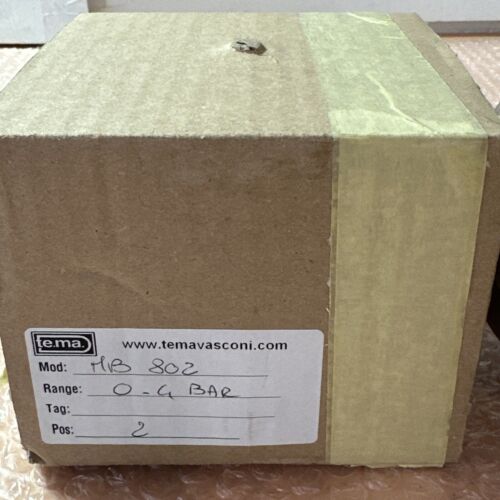 te.ma.
www.temavasconi.com
Mod: MB 802
Range: 0-4 BAR
Tag:
Pos: 2